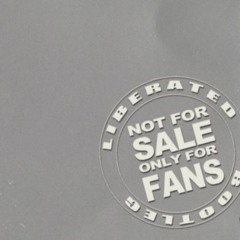 LIBERATED
NOT FOR
SALE
ONLY FOR
FANS
BOOTLEG